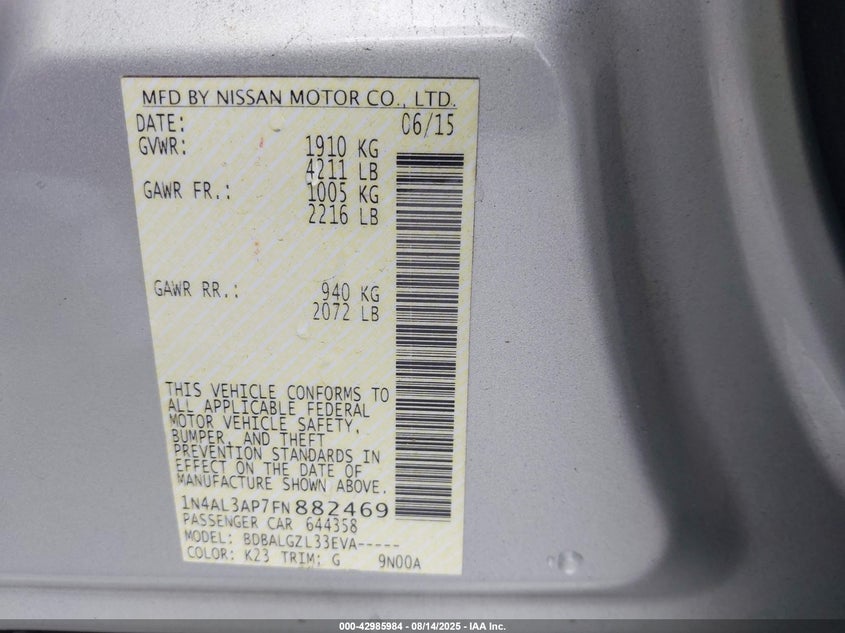 MFD BY NISSAN MOTOR CO., LTD.
DATE: 06/15
GVWR: 1910 KG
4211 LB
GAWR FR.: 1005 KG
2216 LB
GAWR RR.: 940 KG
2072 LB
THIS VEHICLE CONFORMS TO
ALL APPLICABLE FEDERAL
MOTOR VEHICLE SAFETY,
BUMPER, AND THEFT
PREVENTION STANDARDS IN
EFFECT ON THE DATE OF
MANUFACTURE SHOWN ABOVE.
1N4AL3AP7FN882469
PASSENGER CAR 644358
MODEL: BDBALGZL33EVA-----
COLOR: K23 TRIM: G 9N00A
000-42985984 - 08/14/2025 - IAA Inc.